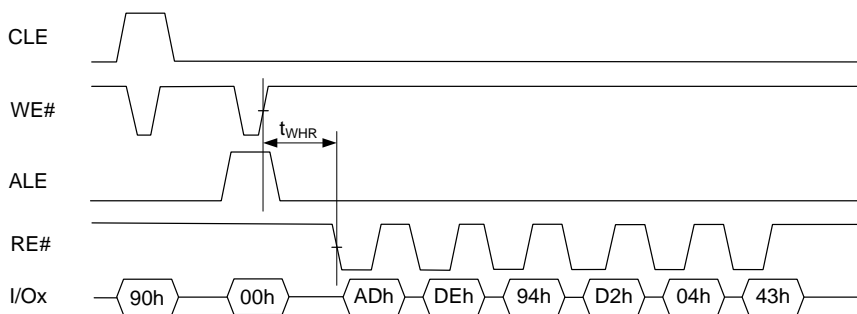 CLE
WE#
tWHR
ALE
RE#
I/Ox 90h 00h ADh DEh 94h D2h 04h 43h